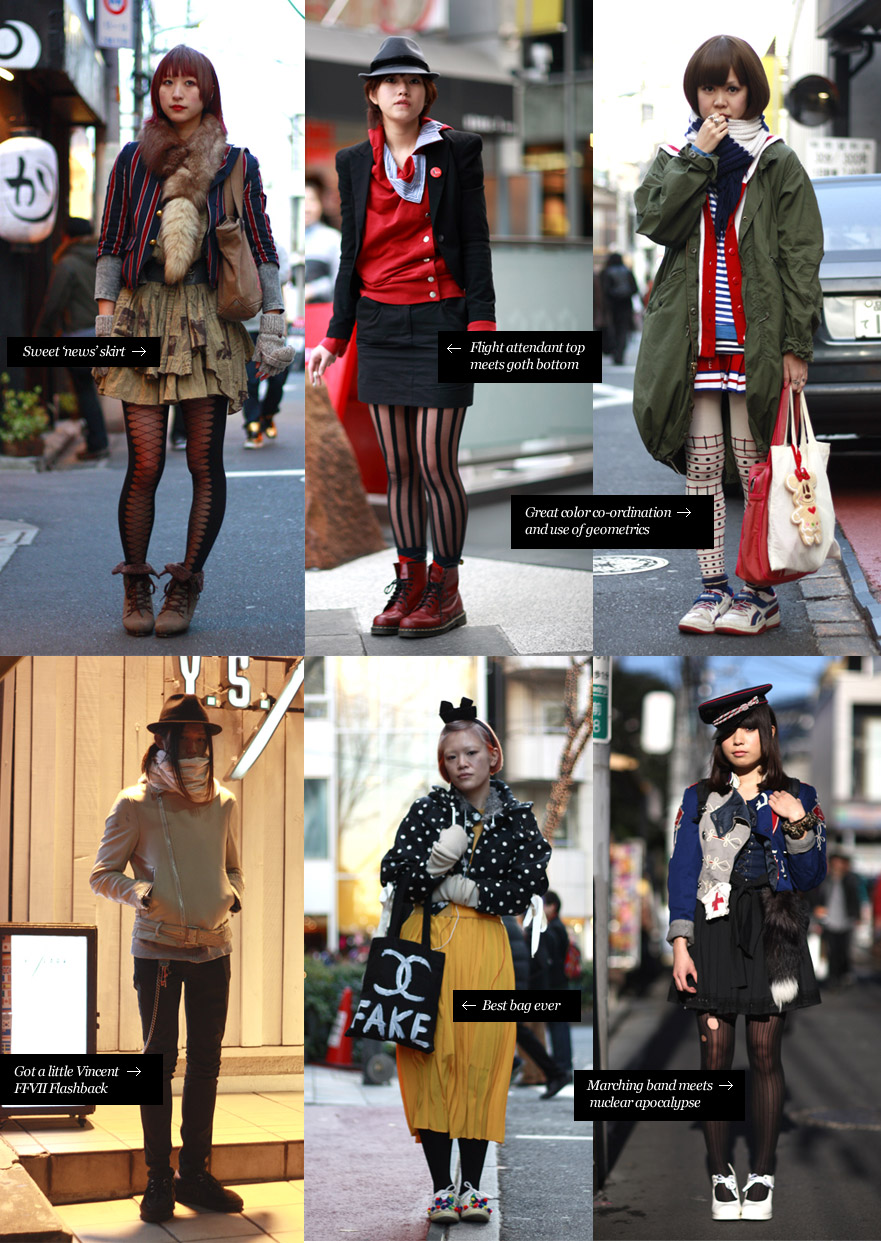 か
Sweet ‘news’ skirt →
← Flight attendant top
meets goth bottom
Great color co-ordination →
and use of geometrics
Y.S.
Got a little Vincent →
FFVII Flashback
FAKE
← Best bag ever
8
Marching band meets →
nuclear apocalypse